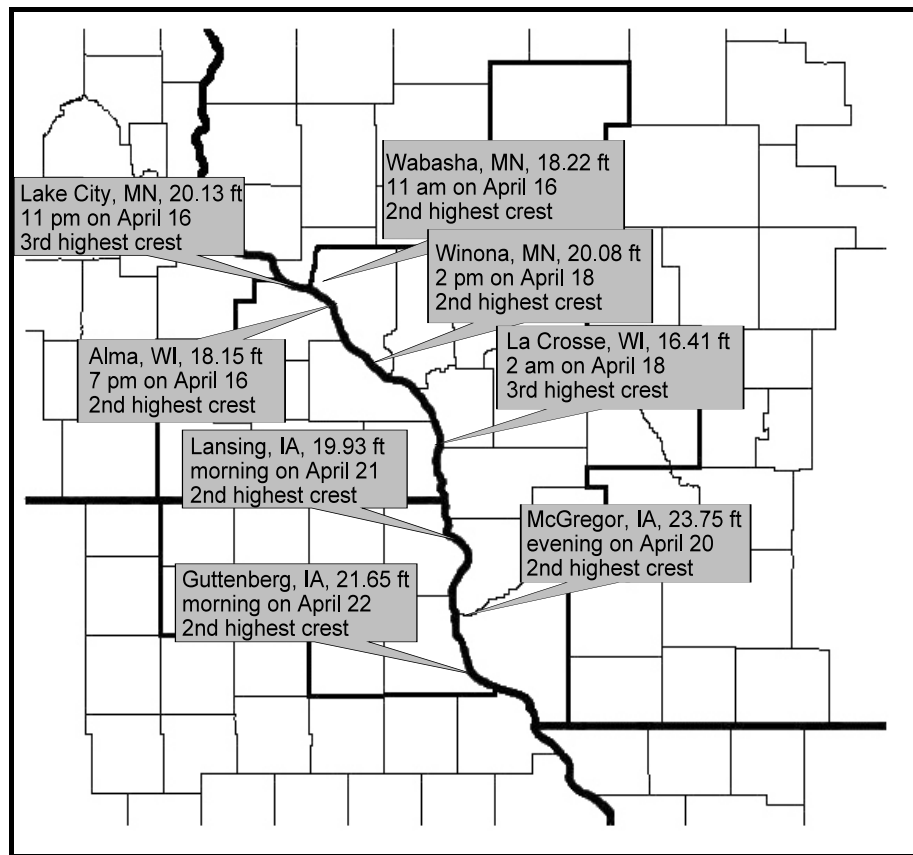 Wabasha, MN, 18.22 ft
11 am on April 16
2nd highest crest
Lake City, MN, 20.13 ft
11 pm on April 16
3rd highest crest
Winona, MN, 20.08 ft
2 pm on April 18
2nd highest crest
La Crosse, WI, 16.41 ft
2 am on April 18
3rd highest crest
Alma, WI, 18.15 ft
7 pm on April 16
2nd highest crest
Lansing, IA, 19.93 ft
morning on April 21
2nd highest crest
McGregor, IA, 23.75 ft
evening on April 20
2nd highest crest
Guttenberg, IA, 21.65 ft
morning on April 22
2nd highest crest